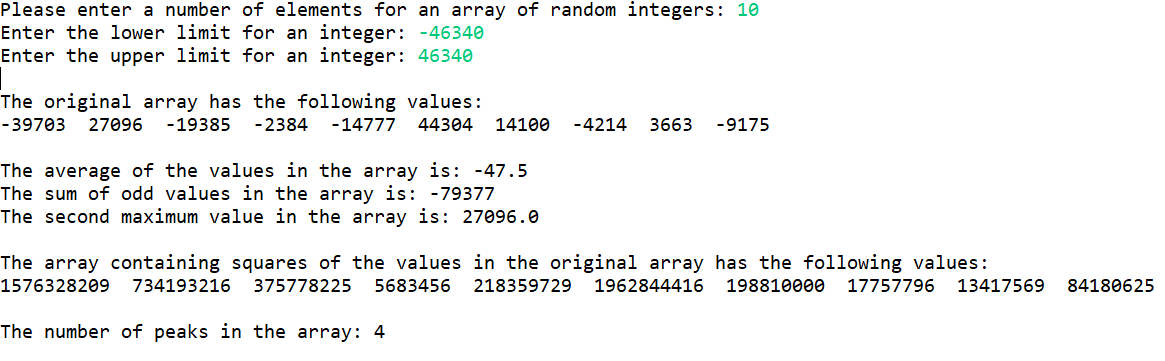 Please enter a number of elements for an array of random integers: 10
Enter the lower limit for an integer: -46340
Enter the upper limit for an integer: 46340
The original array has the following values:
-39703  27096  -19385  -2384  -14777  44304  14100  -4214  3663  -9175
The average of the values in the array is: -47.5
The sum of odd values in the array is: -79377
The second maximum value in the array is: 27096.0
The array containing squares of the values in the original array has the following values:
1576328209  734193216  375778225  5683456  218359729  1962844416  198810000  17757796  13417569  84180625
The number of peaks in the array: 4